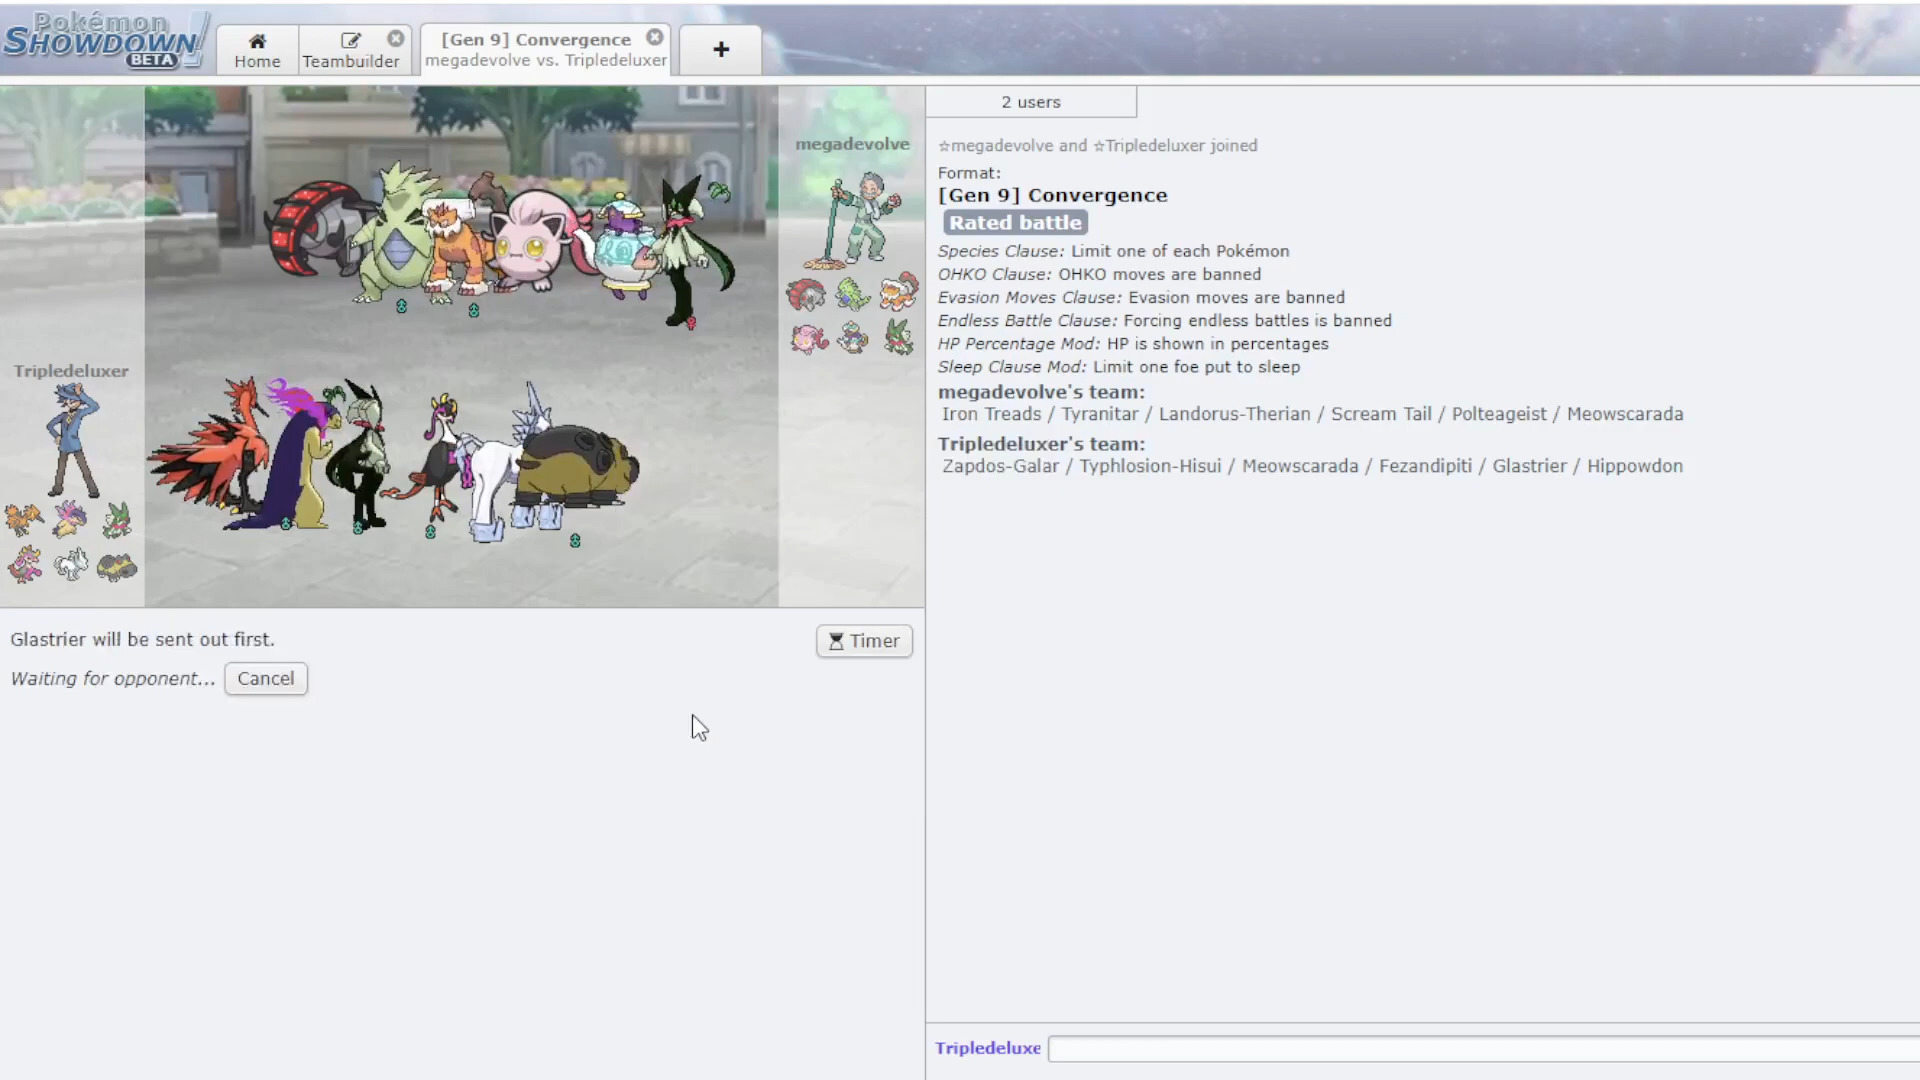 Pokémon
SHOWDOWN!
BETA
Home
Teambuilder
[Gen 9] Convergence
megadevolve vs. Tripledeluxer
+
megadevolve
Tripledeluxer
Glastrier will be sent out first.
Timer
Waiting for opponent...
Cancel
2 users
☆megadevolve and ☆Tripledeluxer joined
Format:
[Gen 9] Convergence
Rated battle
Species Clause: Limit one of each Pokémon
OHKO Clause: OHKO moves are banned
Evasion Moves Clause: Evasion moves are banned
Endless Battle Clause: Forcing endless battles is banned
HP Percentage Mod: HP is shown in percentages
Sleep Clause Mod: Limit one foe put to sleep
megadevolve's team:
Iron Treads / Tyranitar / Landorus-Therian / Scream Tail / Polteageist / Meowscarada
Tripledeluxer's team:
Zapdos-Galar / Typhlosion-Hisui / Meowscarada / Fezandipiti / Glastrier / Hippowdon
Tripledeluxe